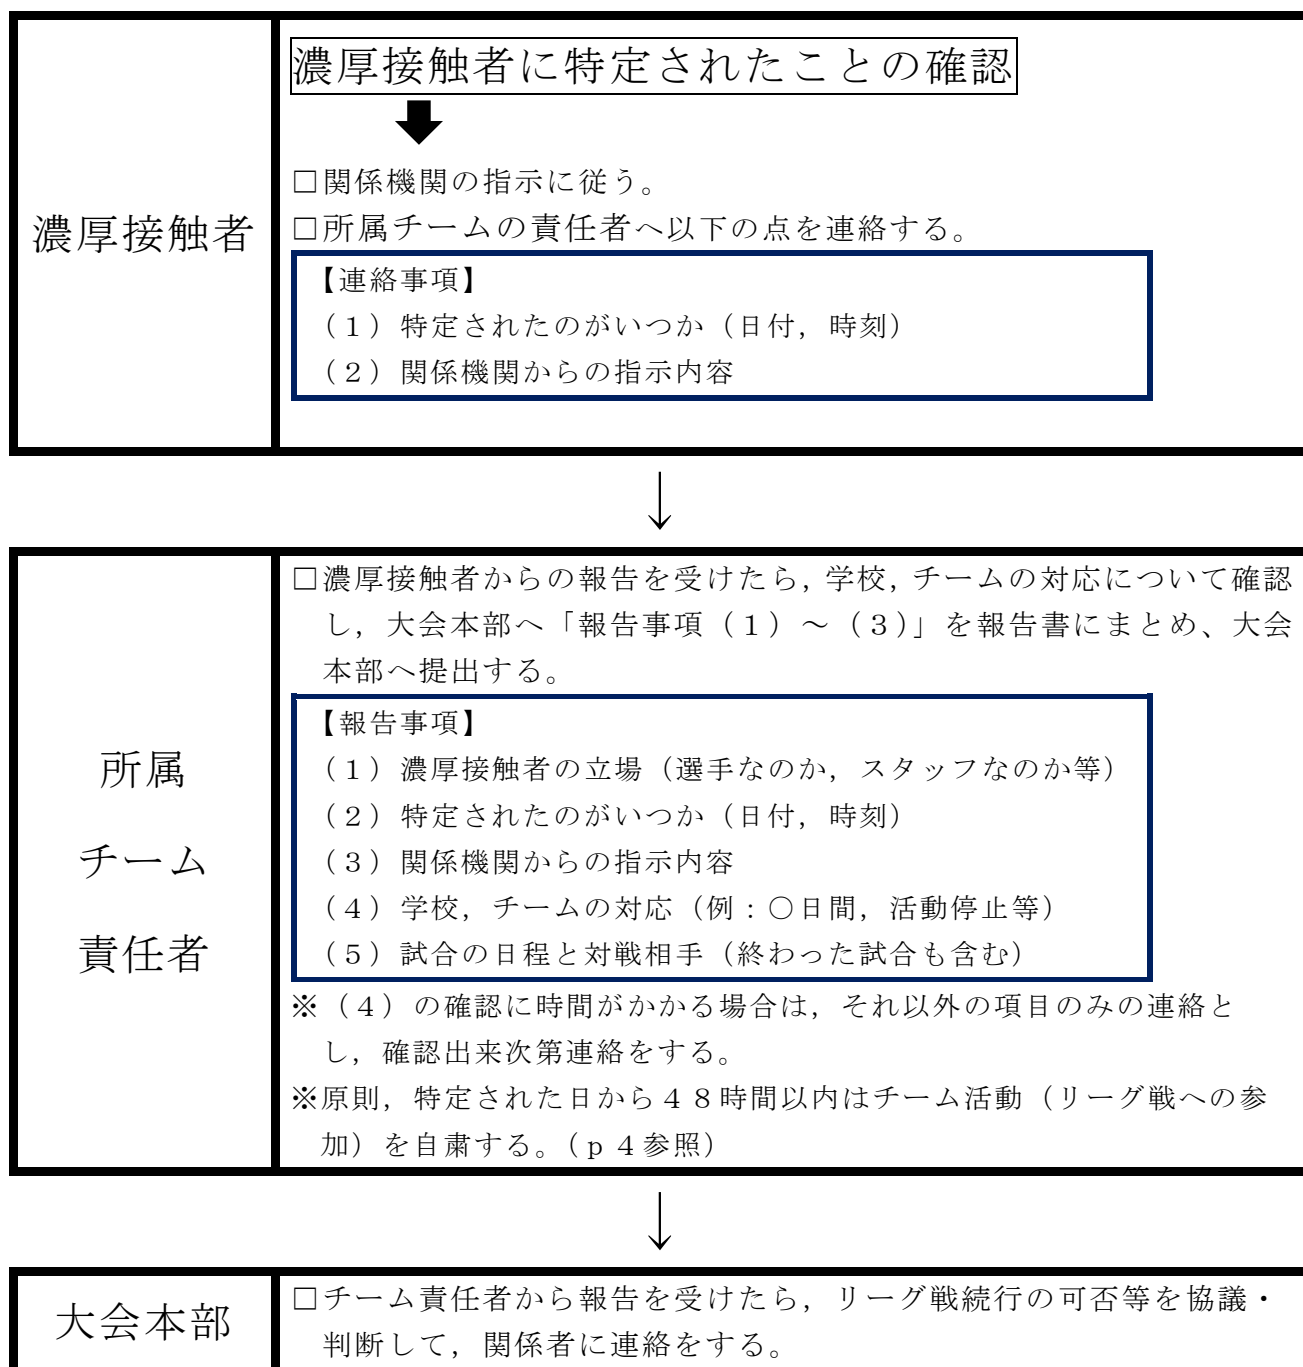 濃厚接触者
濃厚接触者に特定されたことの確認
□関係機関の指示に従う。
□所属チームの責任者へ以下の点を連絡する。
【連絡事項】
（１）特定されたのがいつか（日付，時刻）
（２）関係機関からの指示内容
↓
所属
チーム
責任者
□濃厚接触者からの報告を受けたら，学校，チームの対応について確認
し，大会本部へ「報告事項（１）～（３）」を報告書にまとめ、大会
本部へ提出する。
【報告事項】
（１）濃厚接触者の立場（選手なのか，スタッフなのか等）
（２）特定されたのがいつか（日付，時刻）
（３）関係機関からの指示内容
（４）学校，チームの対応（例：○日間，活動停止等）
（５）試合の日程と対戦相手（終わった試合も含む）
※（４）の確認に時間がかかる場合は，それ以外の項目のみの連絡と
し，確認出来次第連絡をする。
※原則，特定された日から４８時間以内はチーム活動（リーグ戦への参
加）を自粛する。（ｐ４参照）
↓
大会本部
□チーム責任者から報告を受けたら，リーグ戦続行の可否等を協議・
判断して，関係者に連絡をする。